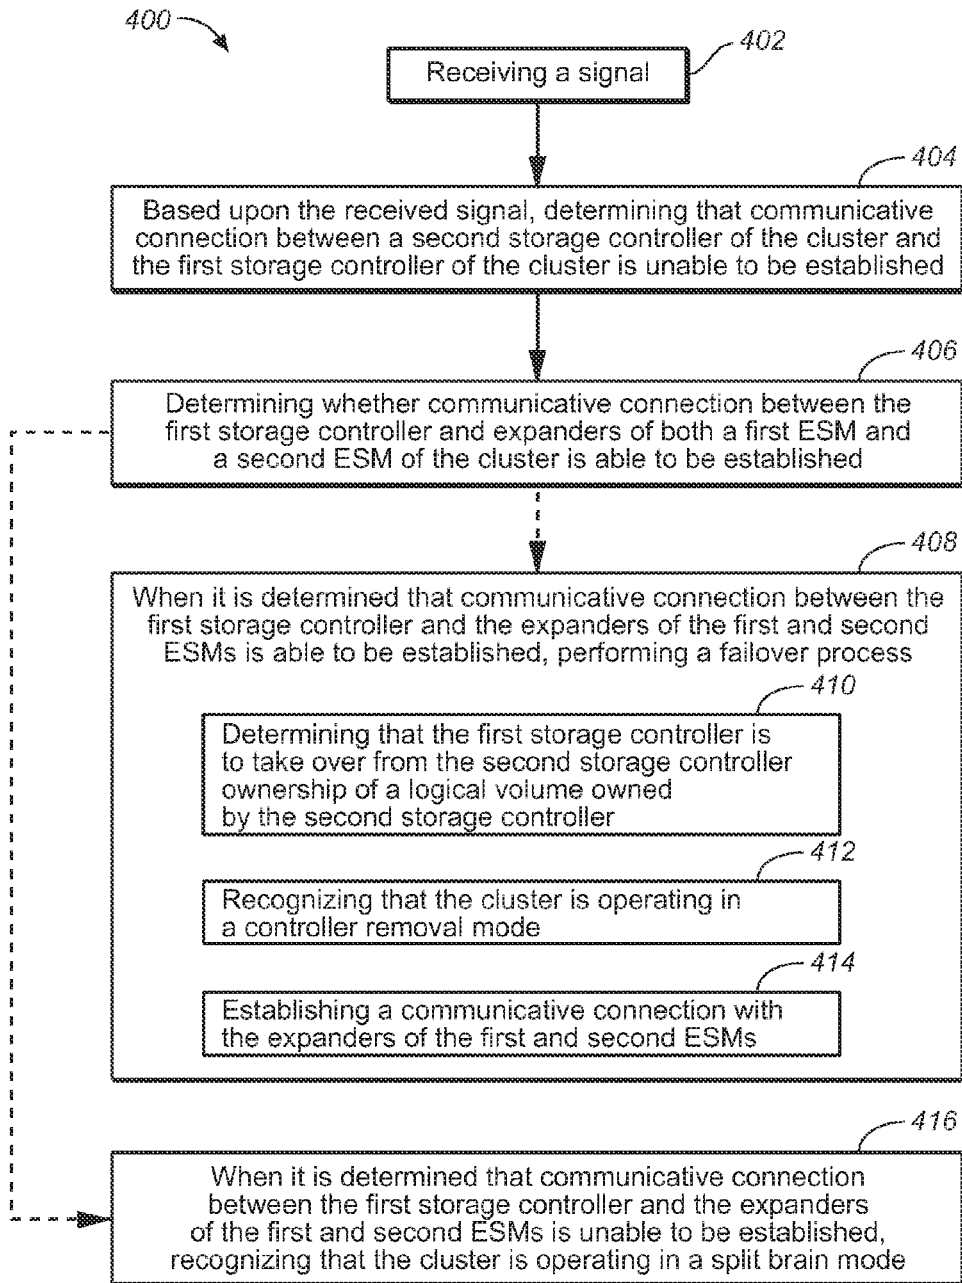 400
402
Receiving a signal
404
Based upon the received signal, determining that communicative
connection between a second storage controller of the cluster and
the first storage controller of the cluster is unable to be established
406
Determining whether communicative connection between the
first storage controller and expanders of both a first ESM and
a second ESM of the cluster is able to be established
408
When it is determined that communicative connection between the
first storage controller and the expanders of the first and second
ESMs is able to be established, performing a failover process
410
Determining that the first storage controller is
to take over from the second storage controller
ownership of a logical volume owned
by the second storage controller
412
Recognizing that the cluster is operating in
a controller removal mode
414
Establishing a communicative connection with
the expanders of the first and second ESMs
416
When it is determined that communicative connection
between the first storage controller and the expanders
of the first and second ESMs is unable to be established,
recognizing that the cluster is operating in a split brain mode